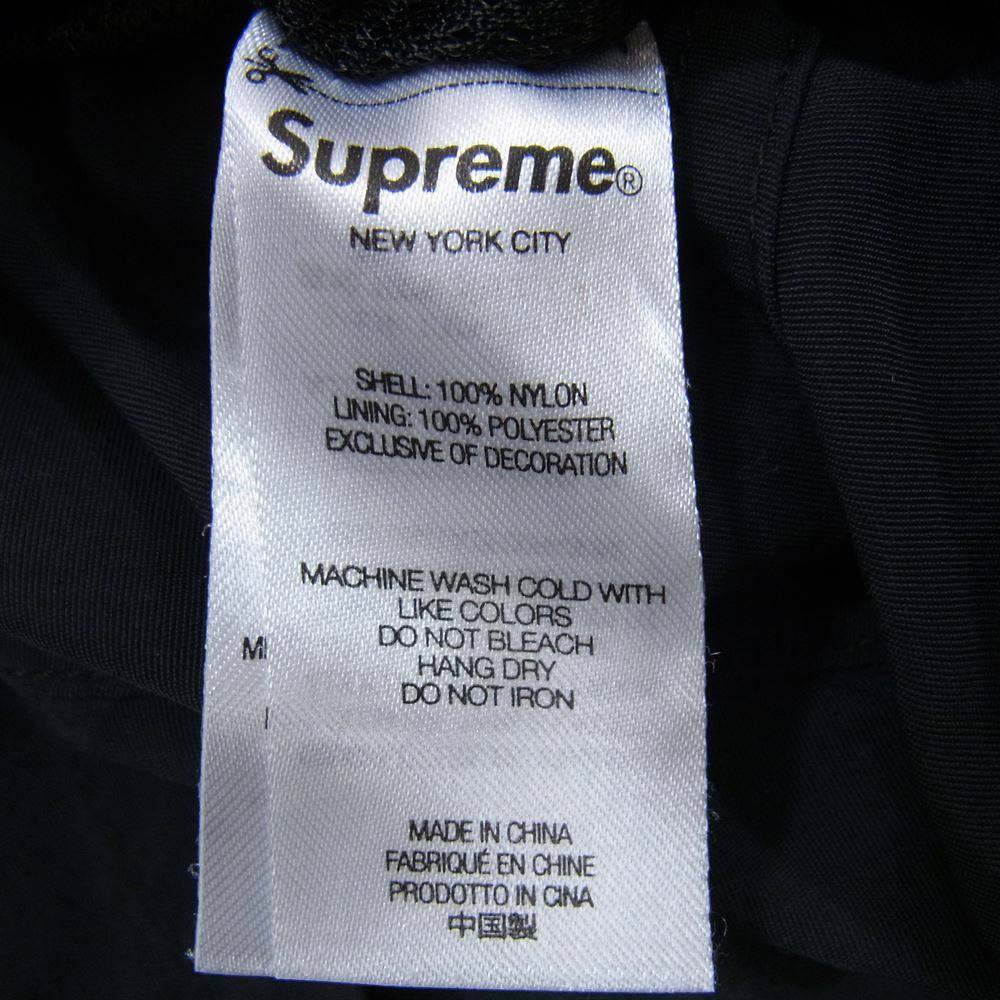 Supreme®
NEW YORK CITY
SHELL: 100% NYLON
LINING: 100% POLYESTER
EXCLUSIVE OF DECORATION
MACHINE WASH COLD WITH
LIKE COLORS
DO NOT BLEACH
HANG DRY
DO NOT IRON
MADE IN CHINA
FABRIQUÉ EN CHINE
PRODOTTO IN CINA
中国製